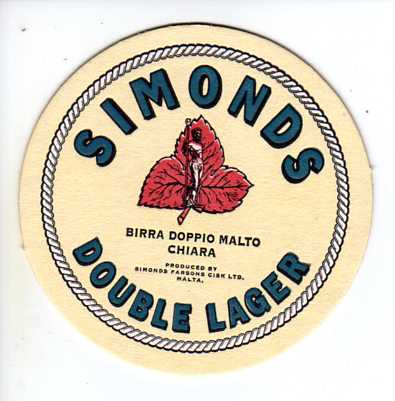 SIMONDS
BIRRA DOPPIO MALTO
CHIARA
PRODUCED BY
SIMONDS FARSONS CISK LTD.
MALTA.
DOUBLE LAGER